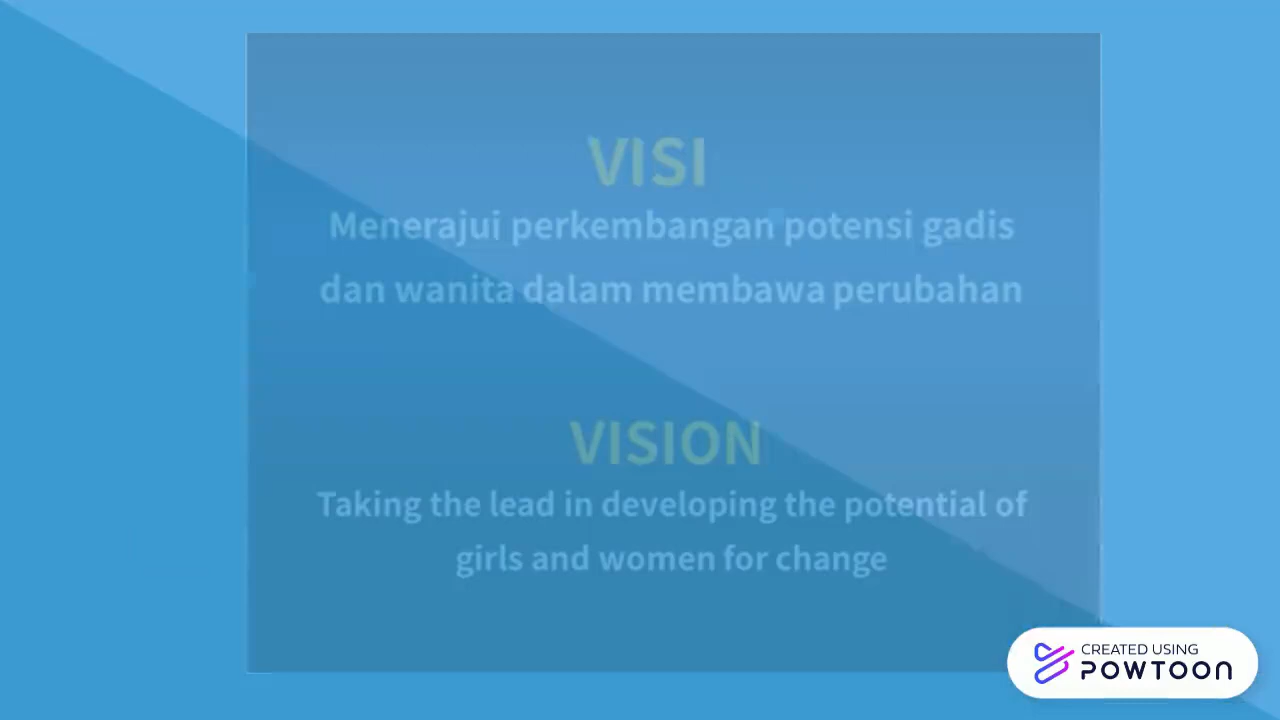 VISI
Menerajui perkembangan potensi gadis
dan wanita dalam membawa perubahan
VISION
Taking the lead in developing the potential of
girls and women for change
CREATED USING
POWTOON